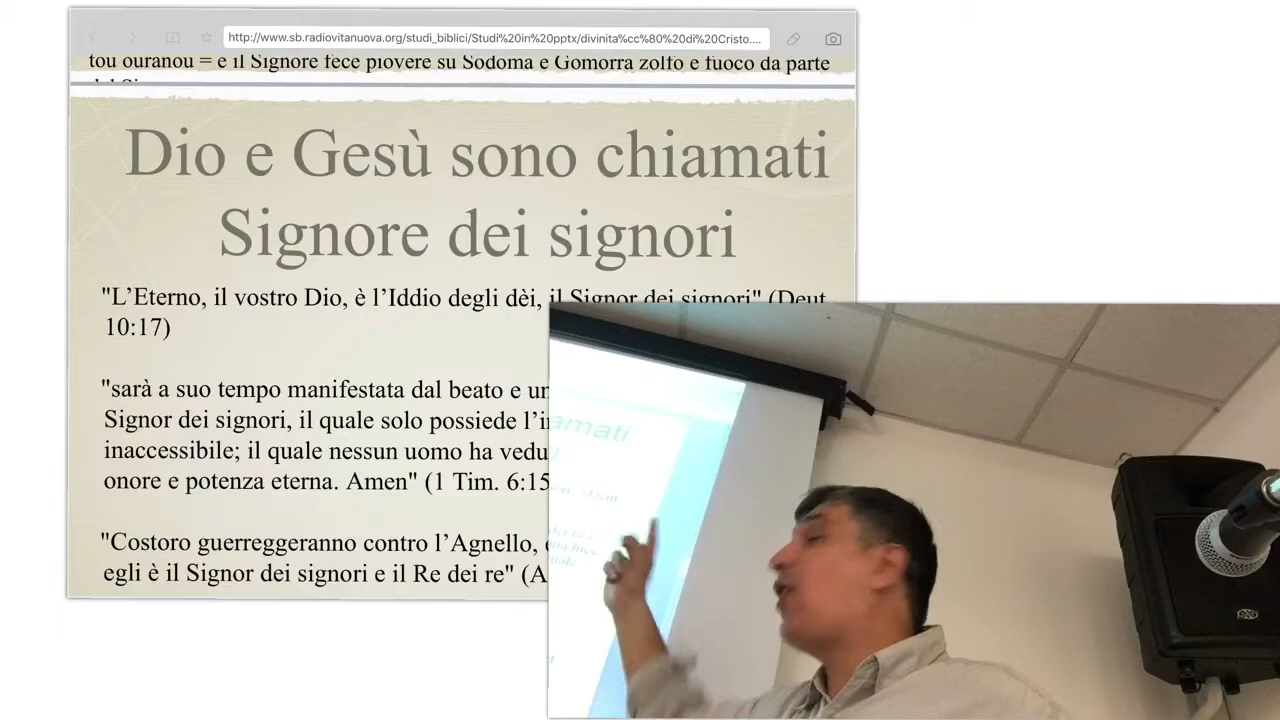 http://www.sb.radiovitanuova.org/studi_biblici/Studi%20in%20pptx/divinita%cc%80%20di%20Cristo....
tou ouranou = e il Signore fece piovere su Sodoma e Gomorra zolfo e fuoco da parte
Dio e Gesù sono chiamati
Signore dei signori
"L’Eterno, il vostro Dio, è l’Iddio degli dèi, il Signor dei signori" (Deut
10:17)
"sarà a suo tempo manifestata dal beato e un
Signor dei signori, il quale solo possiede l’i
inaccessibile; il quale nessun uomo ha vedu
onore e potenza eterna. Amen" (1 Tim. 6:15
"Costoro guerreggeranno contro l’Agnello,
egli è il Signor dei signori e il Re dei re" (A
amati